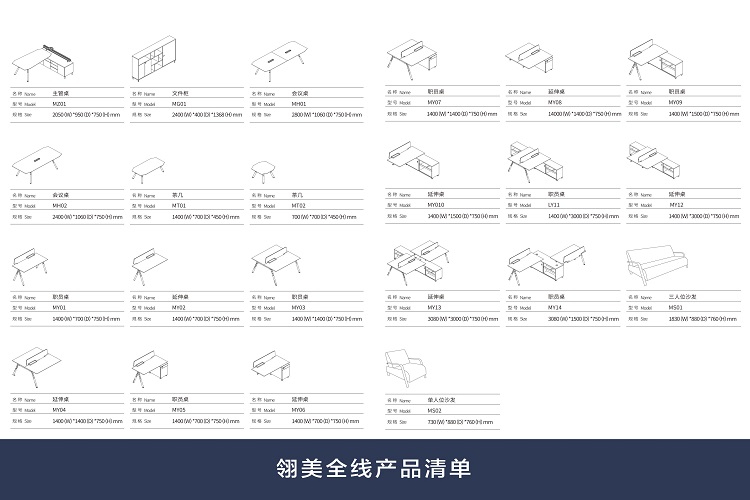 名称 Name 主管桌
型号 Model MZ01
规格 Size 2050(W)*950(D)*750(H)mm
名称 Name 文件柜
型号 Model MG01
规格 Size 2400(W)*400(D)*1368(H)mm
名称 Name 会议桌
型号 Model MH01
规格 Size 2800(W)*1060(D)*750(H)mm
名称 Name 职员桌
型号 Model MY07
规格 Size 1400(W)*1400(D)*750(H)mm
名称 Name 延伸桌
型号 Model MY08
规格 Size 14000(W)*1400(D)*750(H)mm
名称 Name 职员桌
型号 Model MY09
规格 Size 1400(W)*1500(D)*750(H)mm
名称 Name 会议桌
型号 Model MH02
规格 Size 2400(W)*1060(D)*750(H)mm
名称 Name 茶几
型号 Model MT01
规格 Size 1400(W)*700(D)*450(H)mm
名称 Name 茶几
型号 Model MT02
规格 Size 700(W)*700(D)*450(H)mm
名称 Name 延伸桌
型号 Model MY010
规格 Size 1400(W)*1500(D)*750(H)mm
名称 Name 职员桌
型号 Model LY11
规格 Size 1400(W)*3000(D)*750(H)mm
名称 Name 延伸桌
型号 Model MY12
规格 Size 1400(W)*3000(D)*750(H)mm
名称 Name 职员桌
型号 Model MY01
规格 Size 1400(W)*700(D)*750(H)mm
名称 Name 延伸桌
型号 Model MY02
规格 Size 1400(W)*700(D)*750(H)mm
名称 Name 职员桌
型号 Model MY03
规格 Size 1400(W)*700(D)*750(H)mm
名称 Name 延伸桌
型号 Model MY13
规格 Size 3080(W)*3000(D)*750(H)mm
名称 Name 职员桌
型号 Model MY14
规格 Size 3080(W)*1500(D)*750(H)mm
名称 Name 三人位沙发
型号 Model MS01
规格 Size 1830(W)*880(D)*760(H)mm
名称 Name 延伸桌
型号 Model MY04
规格 Size 1400(W)*1400(D)*750(H)mm
名称 Name 职员桌
型号 Model MY05
规格 Size 1400(W)*700(D)*750(H)mm
名称 Name 延伸桌
型号 Model MY06
规格 Size 1400(W)*700(D)*750(H)mm
名称 Name 单人位沙发
型号 Model MS02
规格 Size 730(W)*880(D)*760(H)mm
翎美全线产品清单